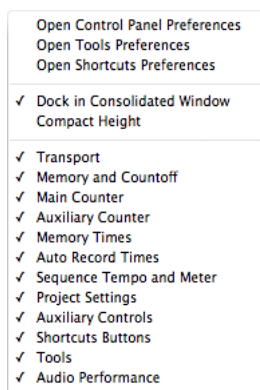 Open Control Panel Preferences
Open Tools Preferences
Open Shortcuts Preferences
✓ Dock in Consolidated Window
Compact Height
✓ Transport
✓ Memory and Countoff
✓ Main Counter
✓ Auxiliary Counter
✓ Memory Times
✓ Auto Record Times
✓ Sequence Tempo and Meter
✓ Project Settings
✓ Auxiliary Controls
✓ Shortcuts Buttons
✓ Tools
✓ Audio Performance